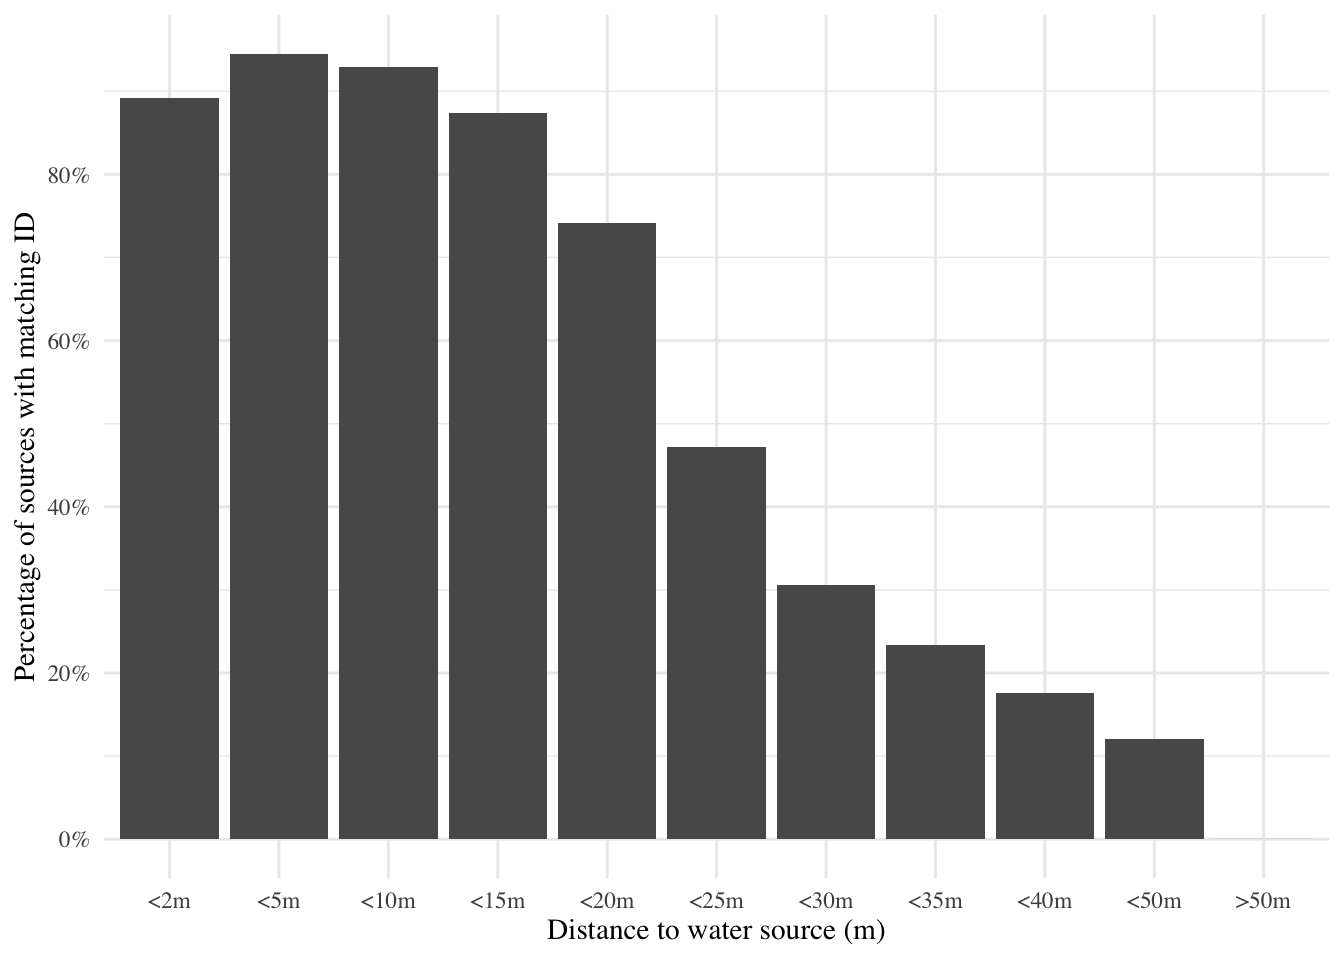 Percentage of sources with matching ID
80%
60%
40%
20%
0%
<2m <5m <10m <15m <20m <25m <30m <35m <40m <50m >50m
Distance to water source (m)